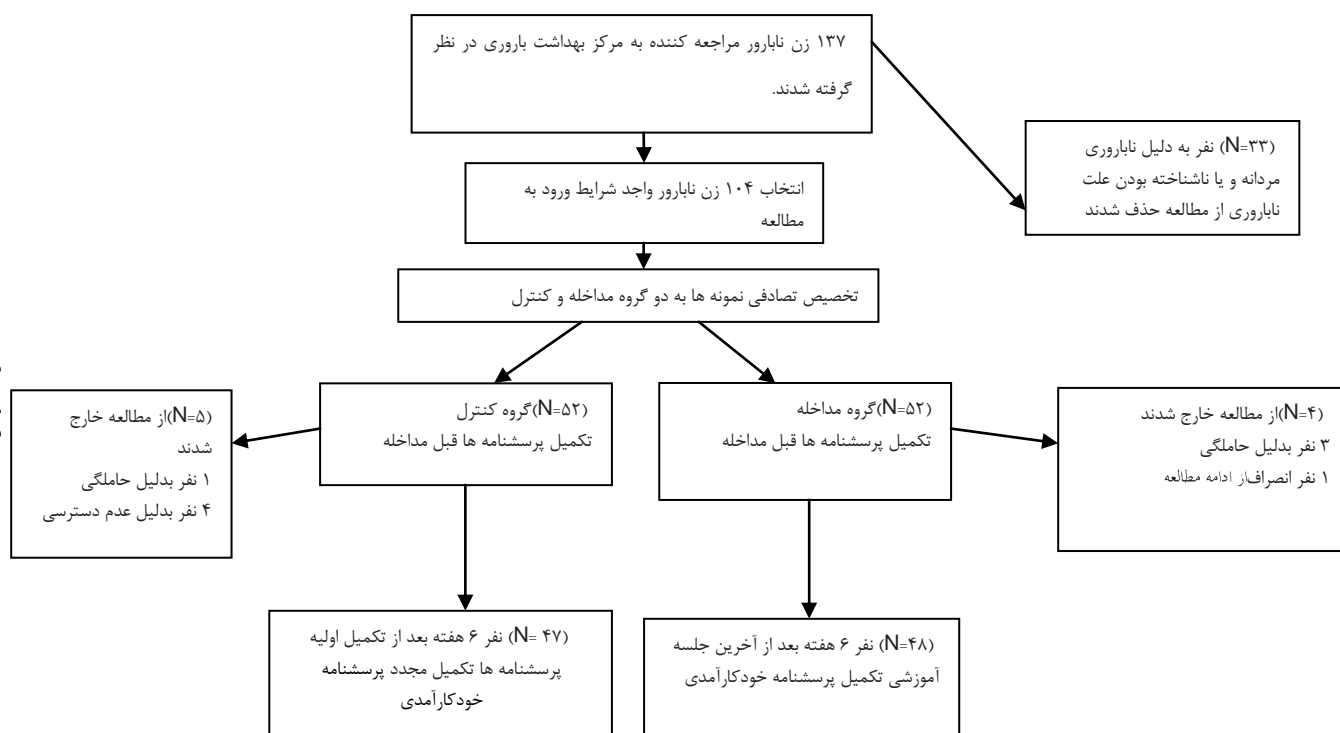 ۱۳۷ زن نابارور مراجعه کننده به مرکز بهداشت باروری در نظر
گرفته شدند.
(N=۳۳) نفر به دلیل ناباروری
مردانه و یا ناشناخته بودن علت
ناباروری از مطالعه حذف شدند
انتخاب ۱۰۴ زن نابارور واجد شرایط ورود به
مطالعه
تخصیص تصادفی نمونه ها به دو گروه مداخله و کنترل
(N=۴)از مطالعه خارج شدند
۳ نفر بدلیل حاملگی
۱ نفر انصراف‌از ادامه مطالعه
(N=۵۲)گروه مداخله
تکمیل پرسشنامه ها قبل مداخله
(N=۵۲)گروه کنترل
تکمیل پرسشنامه ها قبل مداخله
(N=۵)از مطالعه خارج
شدند
۱ نفر بدلیل حاملگی
۴ نفر بدلیل عدم دسترسی
(N=۴۸) نفر ۶ هفته بعد از آخرین جلسه
آموزشی تکمیل پرسشنامه خودکارآمدی
(N= ۴۷) نفر ۶ هفته بعد از تکمیل اولیه
پرسشنامه ها تکمیل مجدد پرسشنامه
خودکارآمدی